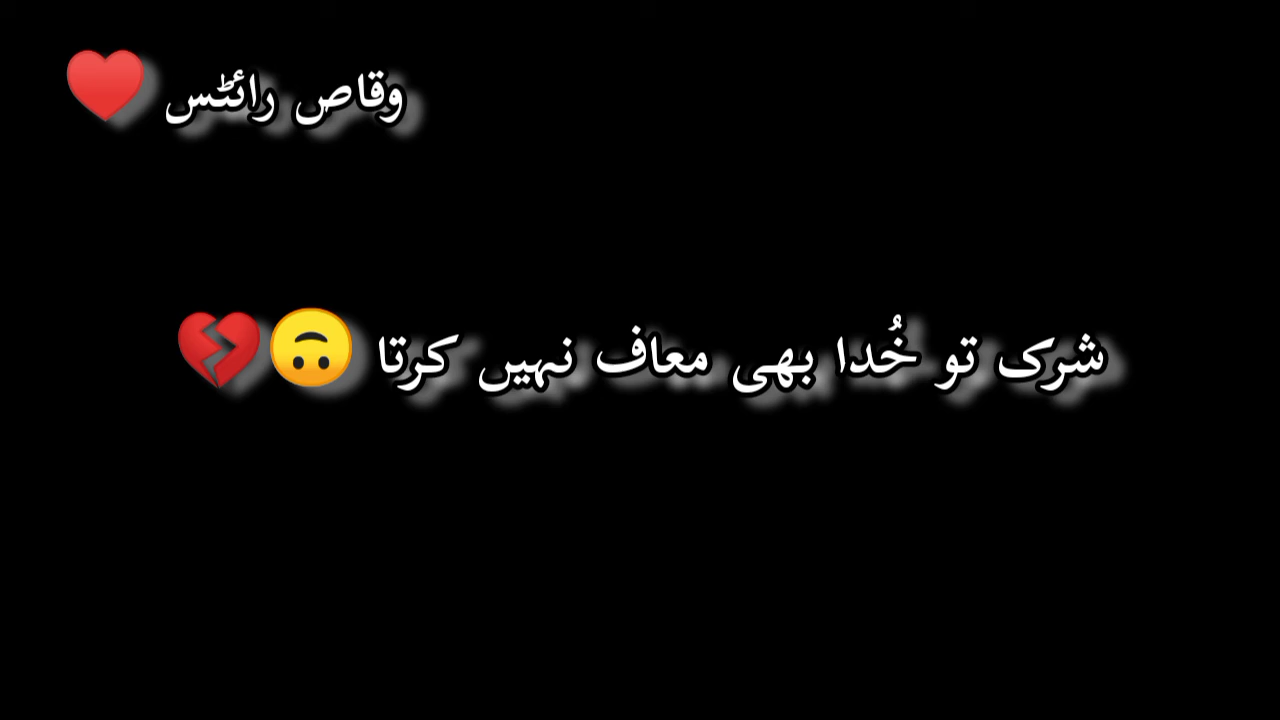 وقاص رائٹس ♥️
شرک تو خُدا بھی معاف نہیں کرتا 🙃💔